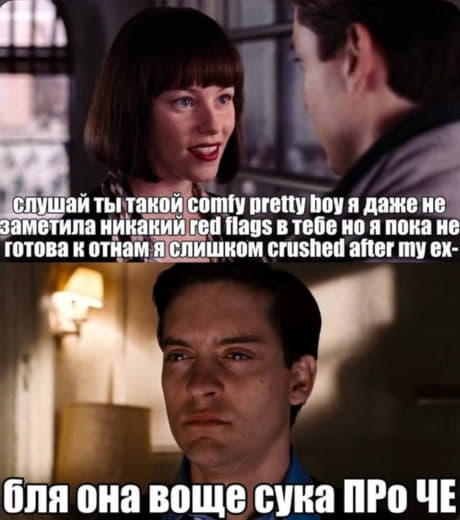 слушай ты такой comfy pretty boy я даже не
заметила никакий red flags в тебе но я пока не
готова к отнам я слишком crushed after my ex-
бля она воще сука ПРо ЧЕ